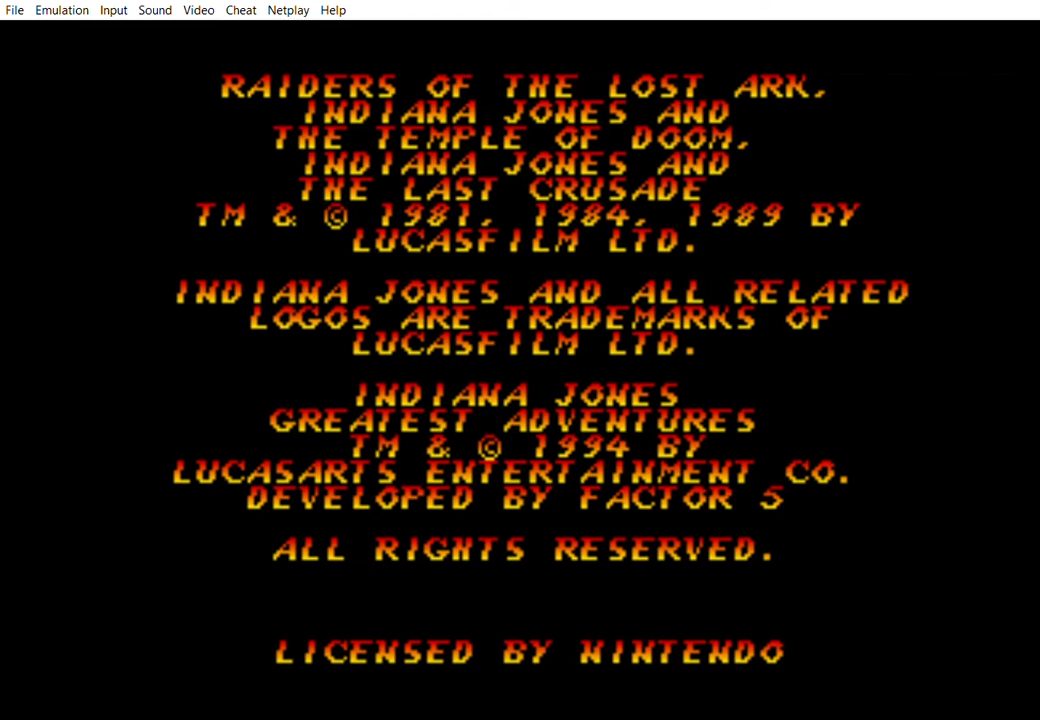 File Emulation Input Sound Video Cheat Netplay Help
RAIDERS OF THE LOST ARK,
INDIANA JONES AND
THE TEMPLE OF DOOM,
INDIANA JONES AND
THE LAST CRUSADE
TM & © 1981, 1984, 1989 BY
LUCASFILM LTD.
INDIANA JONES AND ALL RELATED
LOGOS ARE TRADEMARKS OF
LUCASFILM LTD.
INDIANA JONES
GREATEST ADVENTURES
TM & © 1994 BY
LUCASARTS ENTERTAINMENT CO.
DEVELOPED BY FACTOR 5
ALL RIGHTS RESERVED.
LICENSED BY NINTENDO